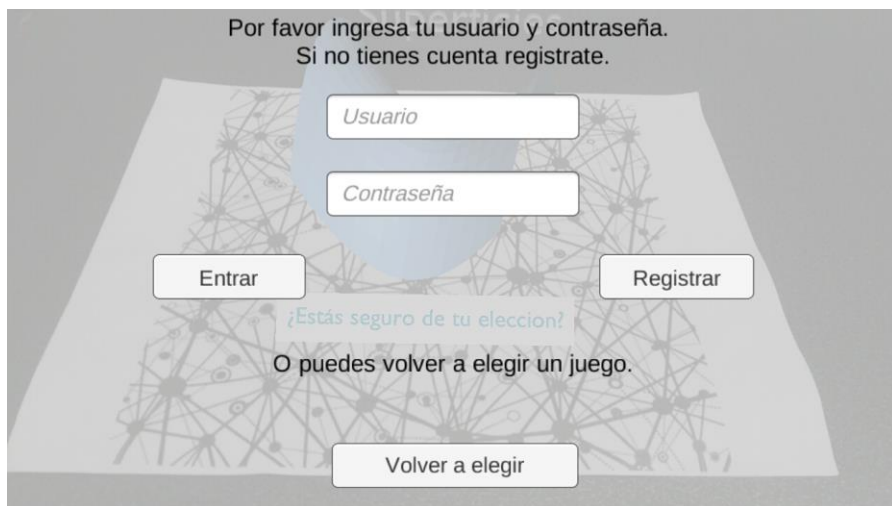 Superficies
Por favor ingresa tu usuario y contraseña.
Si no tienes cuenta registrate.
Usuario
Contraseña
Entrar
Registrar
¿Estás seguro de tu eleccion?
O puedes volver a elegir un juego.
Volver a elegir